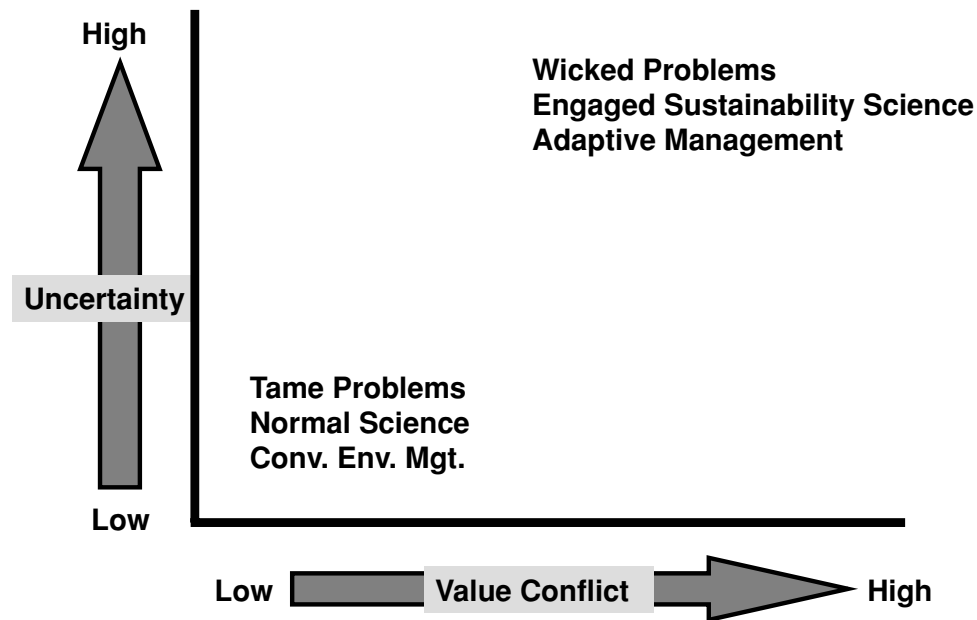 High
Wicked Problems
Engaged Sustainability Science
Adaptive Management
Uncertainty
Tame Problems
Normal Science
Conv. Env. Mgt.
Low
Low
Value Conflict
High